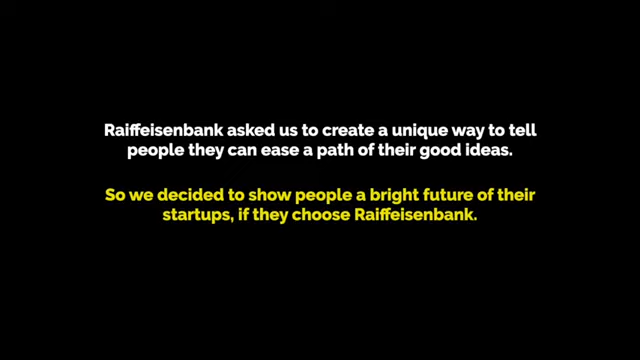 Raiffeisenbank asked us to create a unique way to tell
people they can ease a path of their good ideas.
So we decided to show people a bright future of their
startups, if they choose Raiffeisenbank.